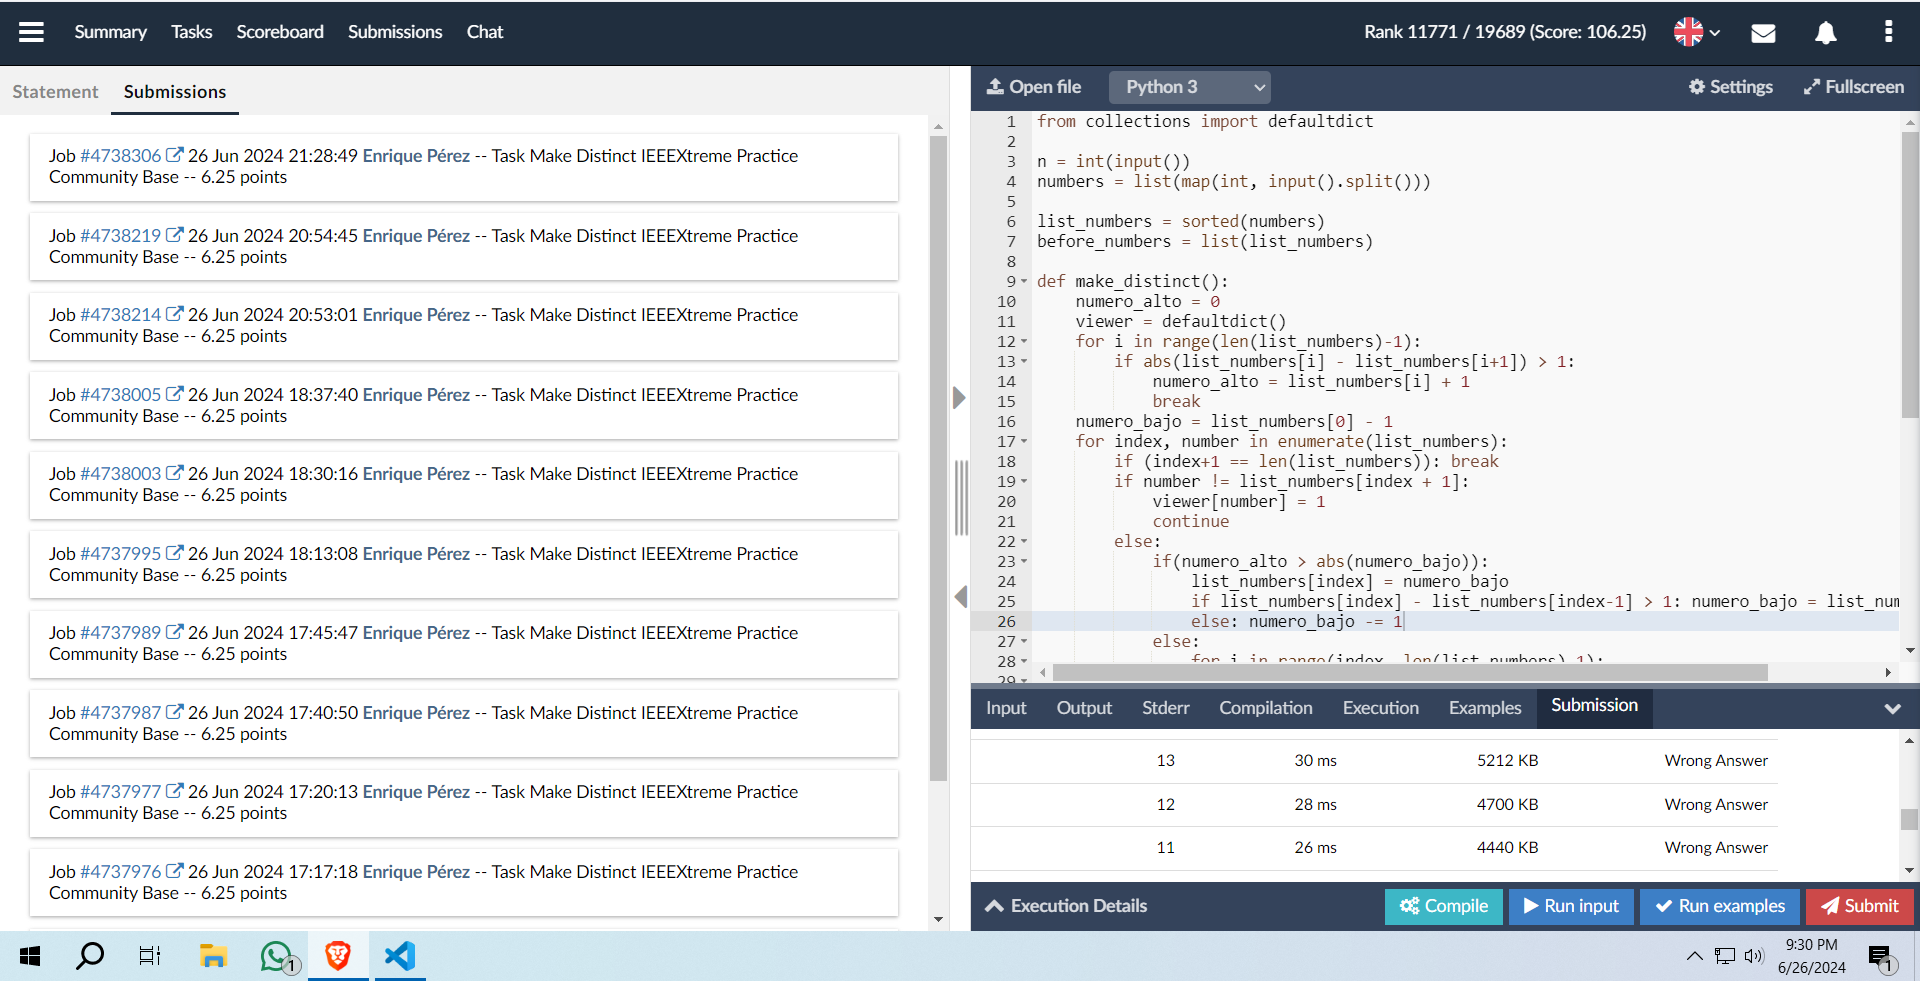 Summary Tasks Scoreboard Submissions Chat Rank 11771 / 19689 (Score: 106.25)
Statement Submissions
Job #4738306 26 Jun 2024 21:28:49 Enrique Pérez -- Task Make Distinct IEEEXtreme Practice
Community Base -- 6.25 points
Job #4738219 26 Jun 2024 20:54:45 Enrique Pérez -- Task Make Distinct IEEEXtreme Practice
Community Base -- 6.25 points
Job #4738214 26 Jun 2024 20:53:01 Enrique Pérez -- Task Make Distinct IEEEXtreme Practice
Community Base -- 6.25 points
Job #4738005 26 Jun 2024 18:37:40 Enrique Pérez -- Task Make Distinct IEEEXtreme Practice
Community Base -- 6.25 points
Job #4738003 26 Jun 2024 18:30:16 Enrique Pérez -- Task Make Distinct IEEEXtreme Practice
Community Base -- 6.25 points
Job #4737995 26 Jun 2024 18:13:08 Enrique Pérez -- Task Make Distinct IEEEXtreme Practice
Community Base -- 6.25 points
Job #4737989 26 Jun 2024 17:45:47 Enrique Pérez -- Task Make Distinct IEEEXtreme Practice
Community Base -- 6.25 points
Job #4737987 26 Jun 2024 17:40:50 Enrique Pérez -- Task Make Distinct IEEEXtreme Practice
Community Base -- 6.25 points
Job #4737977 26 Jun 2024 17:20:13 Enrique Pérez -- Task Make Distinct IEEEXtreme Practice
Community Base -- 6.25 points
Job #4737976 26 Jun 2024 17:17:18 Enrique Pérez -- Task Make Distinct IEEEXtreme Practice
Community Base -- 6.25 points
Open file Python 3 Settings Fullscreen
1 from collections import defaultdict
2
3 n = int(input())
4 numbers = list(map(int, input().split()))
5
6 list_numbers = sorted(numbers)
7 before_numbers = list(list_numbers)
8
9 def make_distinct():
10 numero_alto = 0
11 viewer = defaultdict()
12 for i in range(len(list_numbers)-1):
13 if abs(list_numbers[i] - list_numbers[i+1]) > 1:
14 numero_alto = list_numbers[i] + 1
15 break
16 numero_bajo = list_numbers[0] - 1
17 for index, number in enumerate(list_numbers):
18 if (index+1 == len(list_numbers)): break
19 if number != list_numbers[index + 1]:
20 viewer[number] = 1
21 continue
22 else:
23 if(numero_alto > abs(numero_bajo)):
24 list_numbers[index] = numero_bajo
25 if list_numbers[index] - list_numbers[index-1] > 1: numero_bajo = list_num
26 else: numero_bajo -= 1
27 else:
28 for i in range(index, len(list_numbers)-1):
29
Input Output Stderr Compilation Execution Examples Submission
13 30 ms 5212 KB Wrong Answer
12 28 ms 4700 KB Wrong Answer
11 26 ms 4440 KB Wrong Answer
Execution Details Compile Run input Run examples Submit
1
9:30 PM
6/26/2024
1